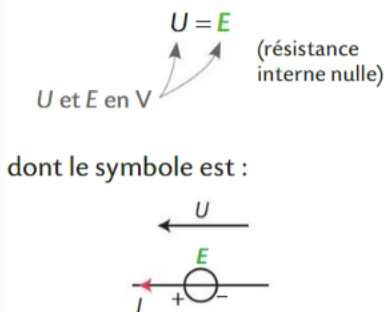 U = E
(résistance
interne nulle)
U et E en V
dont le symbole est :
U
E
+ –
I